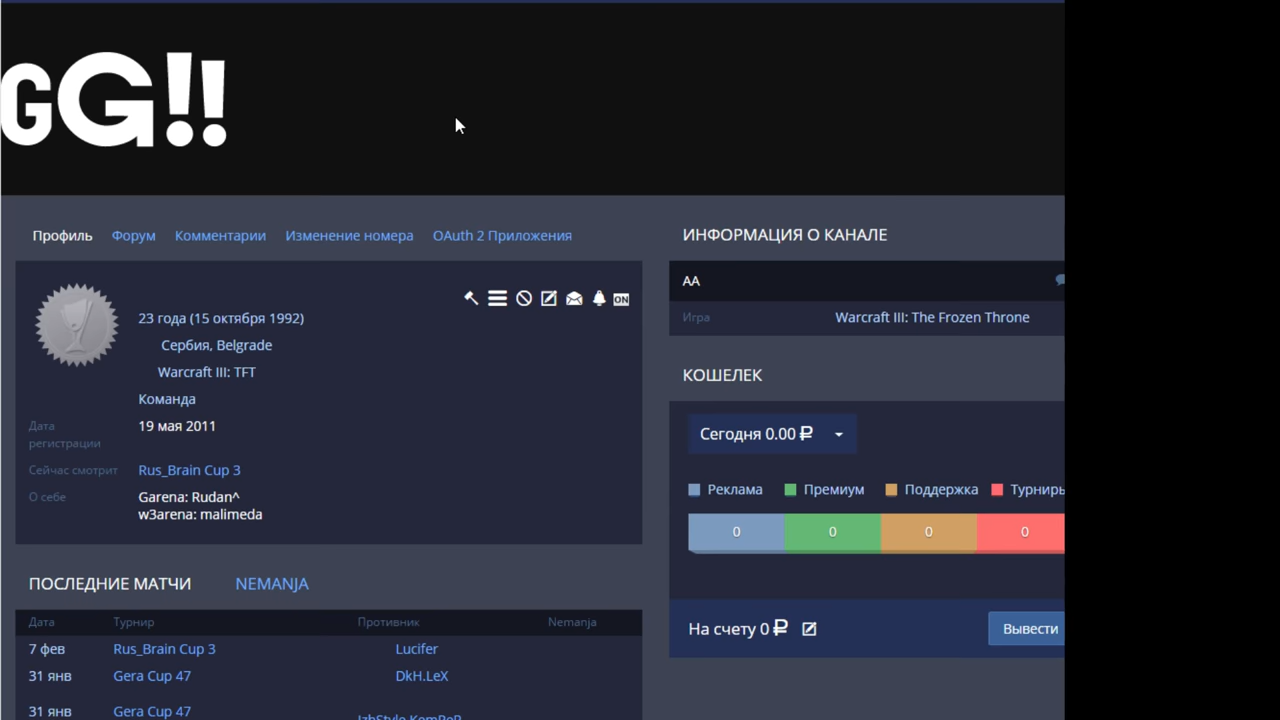 GG!!
Профиль Форум Комментарии Изменение номера OAuth 2 Приложения
ON
23 года (15 октября 1992)
Сербия, Belgrade
Warcraft III: TFT
Команда
Дата регистрации 19 мая 2011
Сейчас смотрит Rus_Brain Cup 3
О себе Garena: Rudan^
w3arena: malimeda
ПОСЛЕДНИЕ МАТЧИ NEMANJA
Дата Турнир Противник Nemanja
7 фев Rus_Brain Cup 3 Lucifer
31 янв Gera Cup 47 DkH.LeX
31 янв Gera Cup 47
ИНФОРМАЦИЯ О КАНАЛЕ
AA
Игра Warcraft III: The Frozen Throne
КОШЕЛЕК
Сегодня 0.00 ₽
Реклама Премиум Поддержка Турниры
0 0 0 0
На счету 0 ₽ Вывести